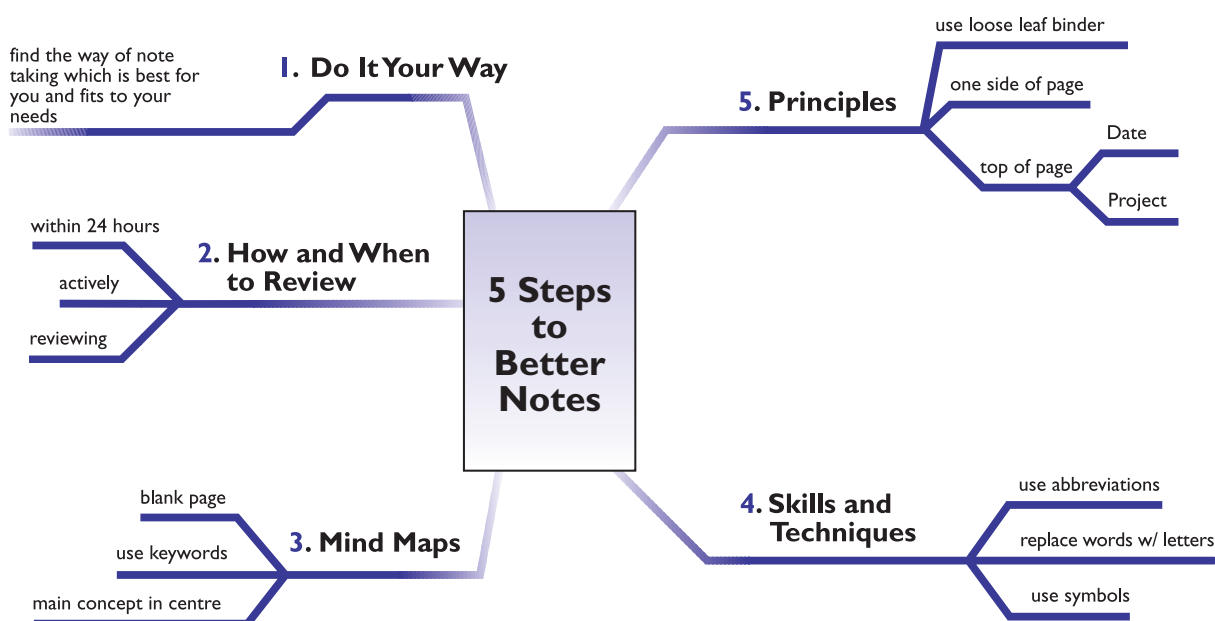 5 Steps
to
Better
Notes
1. Do It Your Way
find the way of note
taking which is best for
you and fits to your
needs
2. How and When
to Review
within 24 hours
actively
reviewing
3. Mind Maps
blank page
use keywords
main concept in centre
4. Skills and
Techniques
use abbreviations
replace words w/ letters
use symbols
5. Principles
use loose leaf binder
one side of page
top of page
Date
Project